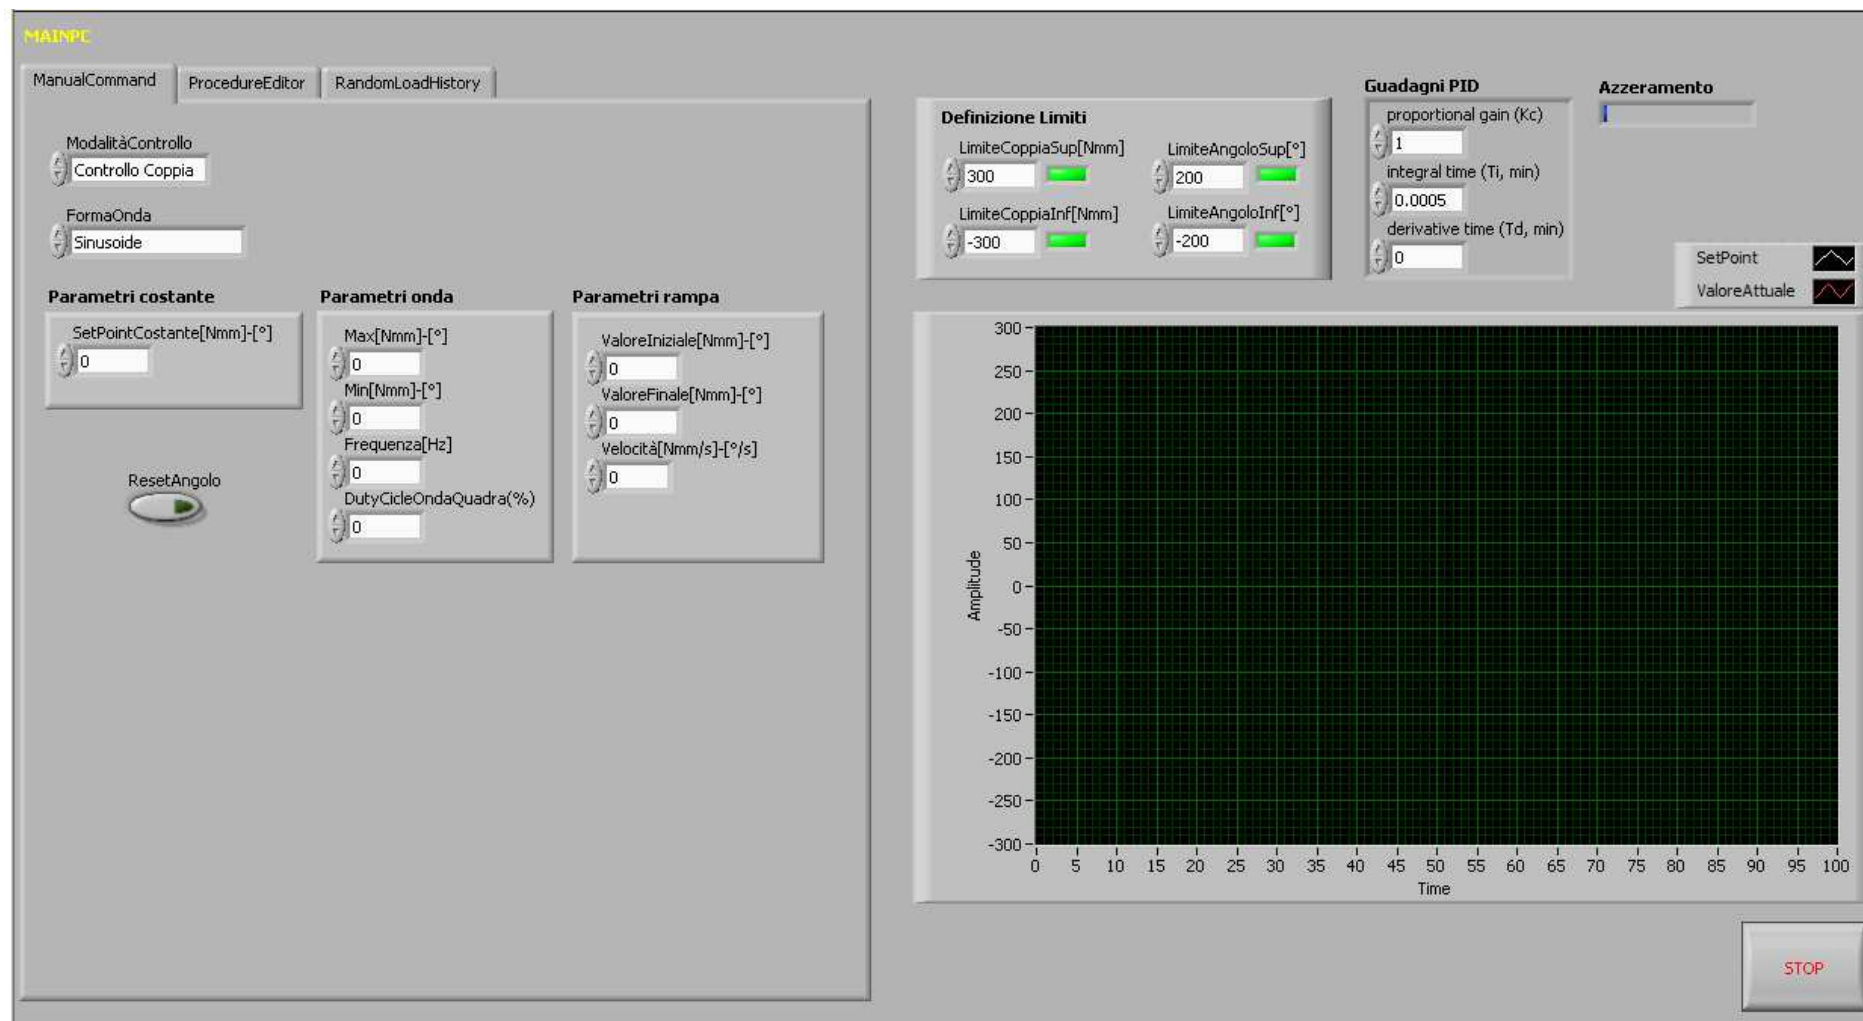 MAINPC
ManualCommand ProcedureEditor RandomLoadHistory
ModalitàControllo
Controllo Coppia
FormaOnda
Sinusoide
Parametri costante
SetPointCostante[Nmm]-[°]
0
ResetAngolo
Parametri onda
Max[Nmm]-[°]
0
Min[Nmm]-[°]
0
Frequenza[Hz]
0
DutyCicleOndaQuadra(%)
0
Parametri rampa
ValoreIniziale[Nmm]-[°]
0
ValoreFinale[Nmm]-[°]
0
Velocità[Nmm/s]-[°/s]
0
Definizione Limiti
LimiteCoppiaSup[Nmm] LimiteAngoloSup[°]
300 200
LimiteCoppiaInf[Nmm] LimiteAngoloInf[°]
-300 -200
Guadagni PID
proportional gain (Kc)
1
integral time (Ti, min)
0.0005
derivative time (Td, min)
0
Azzeramento
SetPoint
ValoreAttuale
300
250
200
150
100
50
0
-50
-100
-150
-200
-250
-300
Amplitude
0 5 10 15 20 25 30 35 40 45 50 55 60 65 70 75 80 85 90 95 100
Time
STOP